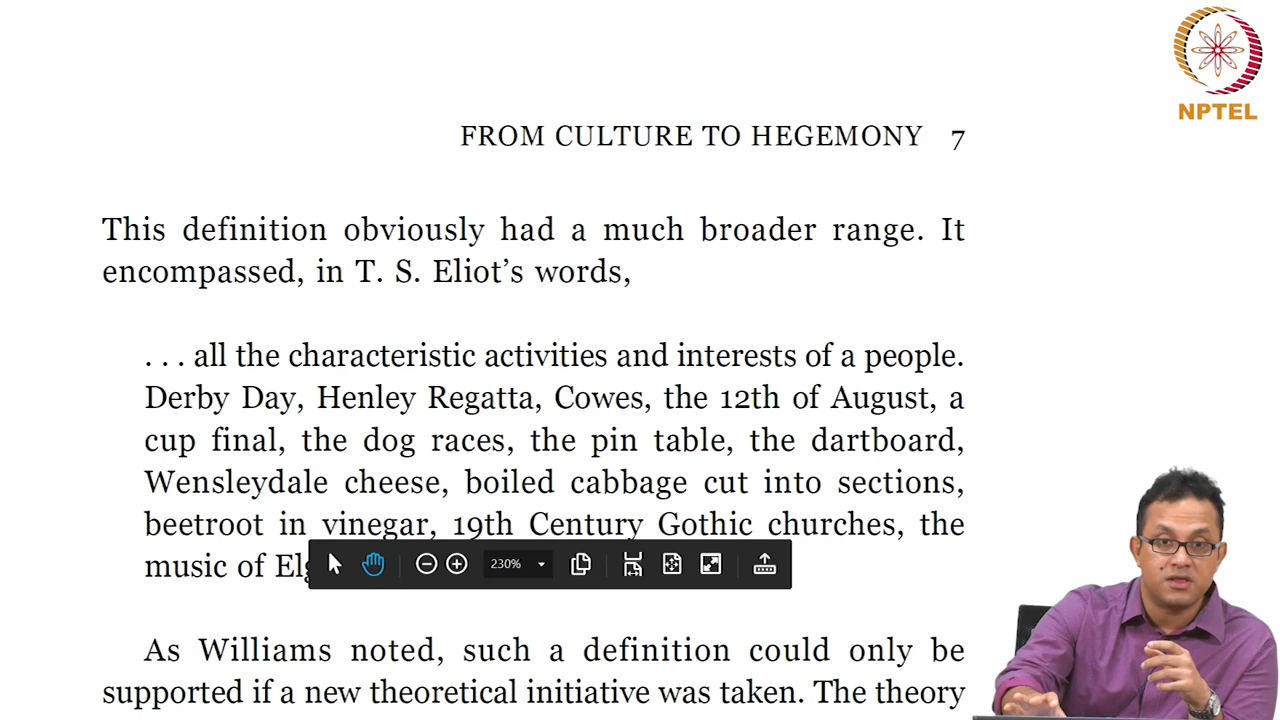 NPTEL
FROM CULTURE TO HEGEMONY 7
This definition obviously had a much broader range. It
encompassed, in T. S. Eliot’s words,
. . . all the characteristic activities and interests of a people.
Derby Day, Henley Regatta, Cowes, the 12th of August, a
cup final, the dog races, the pin table, the dartboard,
Wensleydale cheese, boiled cabbage cut into sections,
beetroot in vinegar, 19th Century Gothic churches, the
music of
230%
As Williams noted, such a definition could only be
supported if a new theoretical initiative was taken. The theory